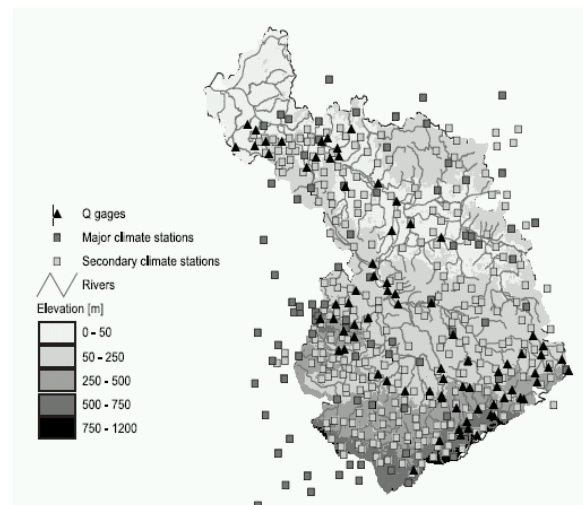 Q gages
Major climate stations
Secondary climate stations
Rivers
Elevation [m]
0 - 50
50 - 250
250 - 500
500 - 750
750 - 1200